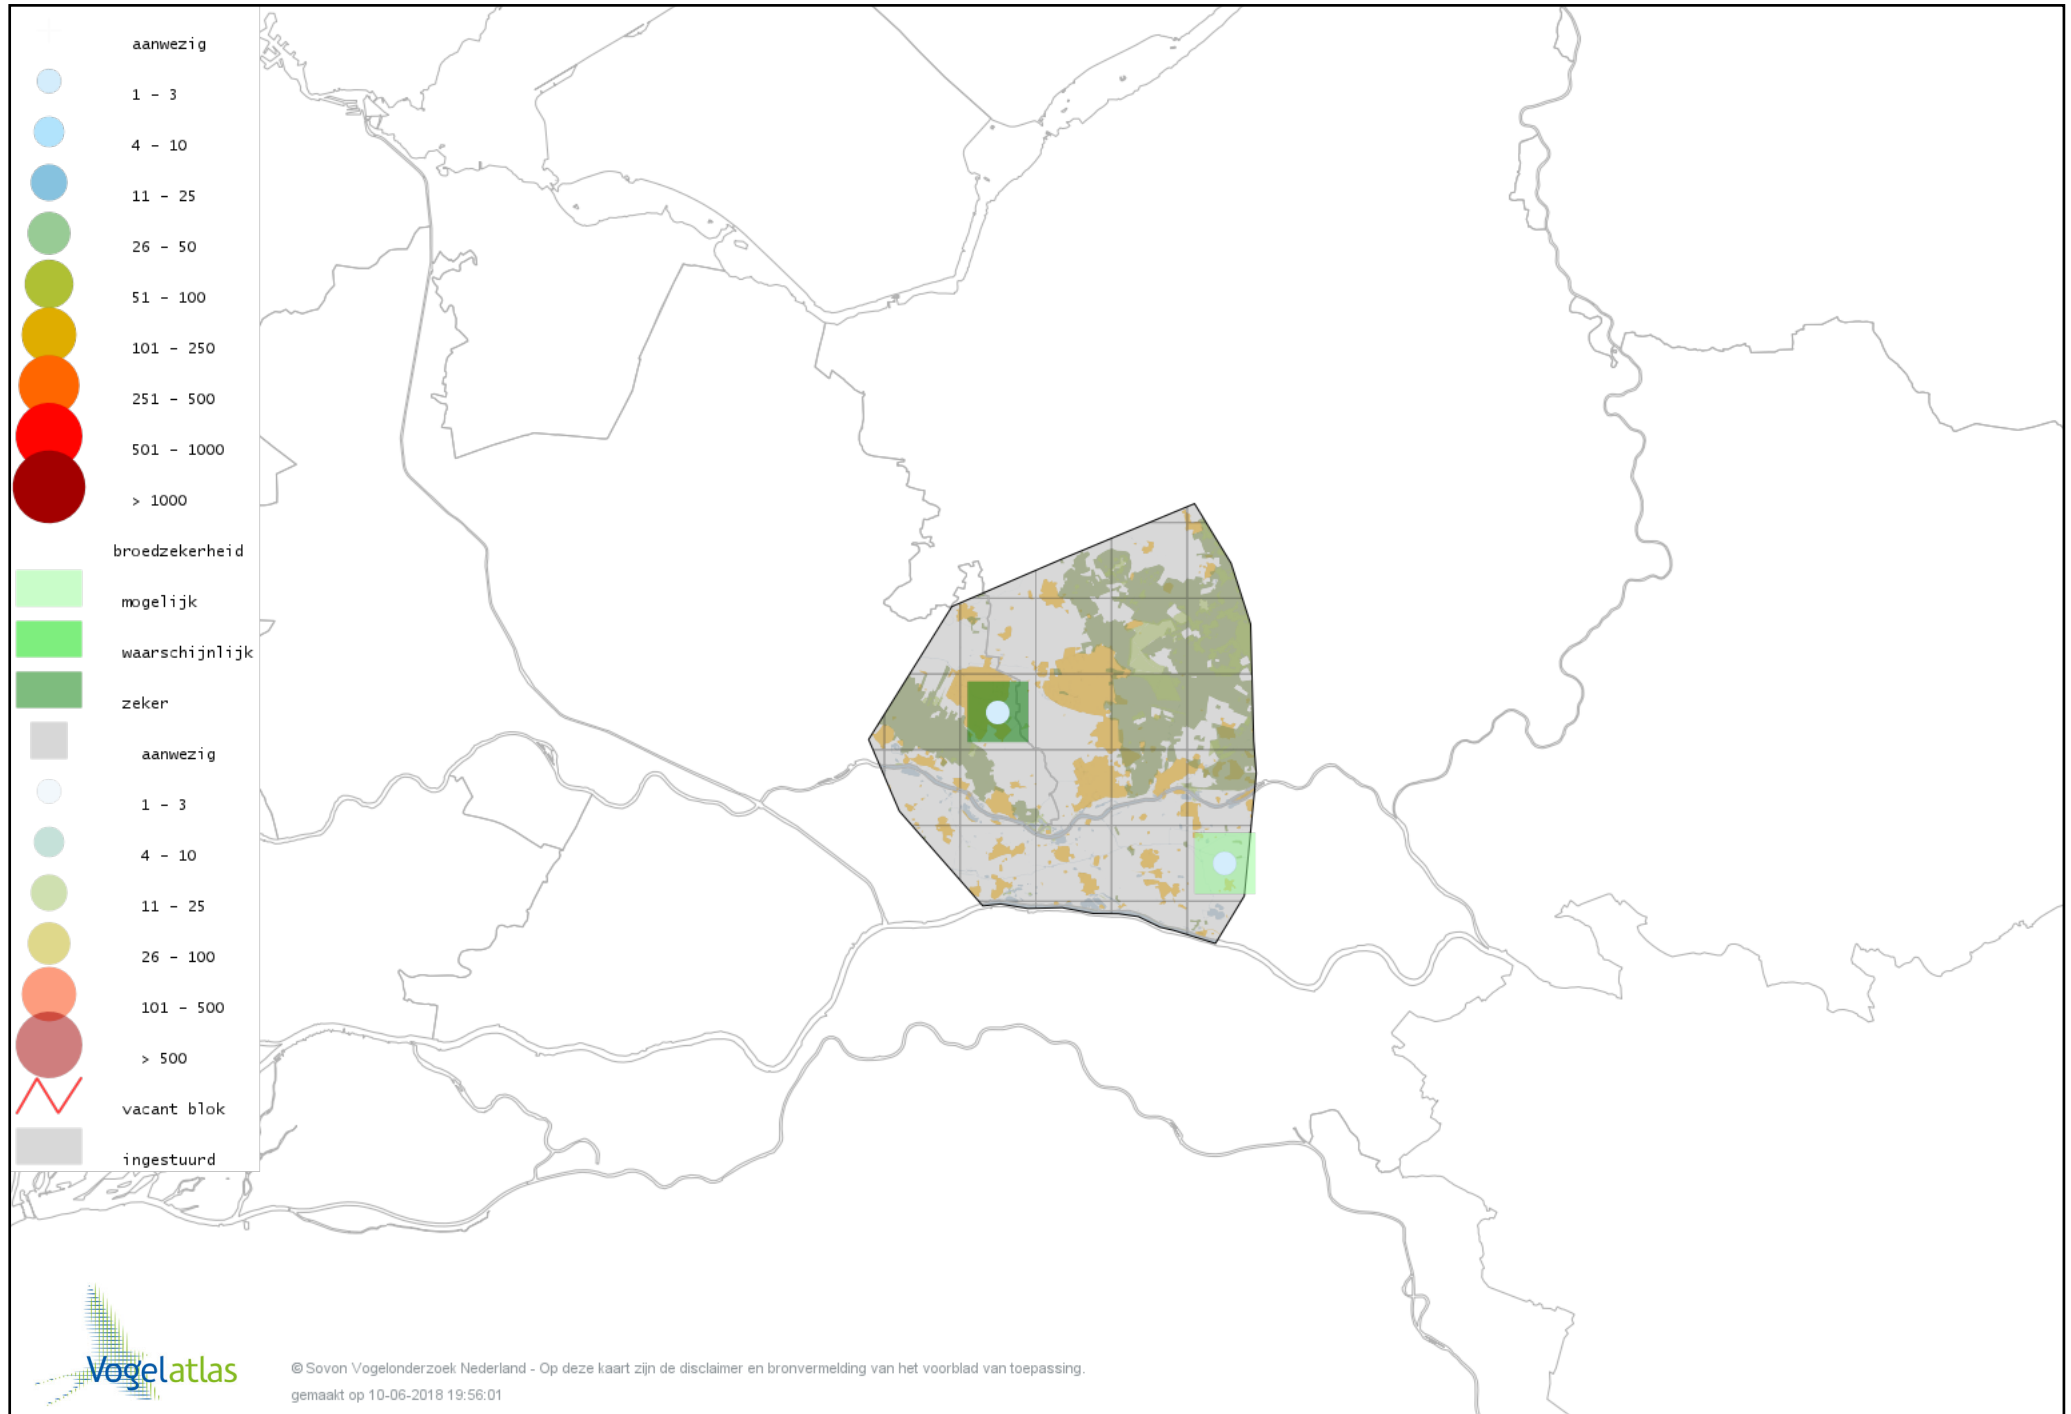 aanwezig
1 - 3
4 - 10
11 - 25
26 - 50
51 - 100
101 - 250
251 - 500
501 - 1000
> 1000
broedzekerheid
mogelijk
waarschijnlijk
zeker
aanwezig
1 - 3
4 - 10
11 - 25
26 - 100
101 - 500
> 500
vacant blok
ingestuurd
Vogelatlas
© Sovon Vogelonderzoek Nederland - Op deze kaart zijn de disclaimer en bronvermelding van het voorblad van toepassing.
gemaakt op 10-06-2018 19:56:01